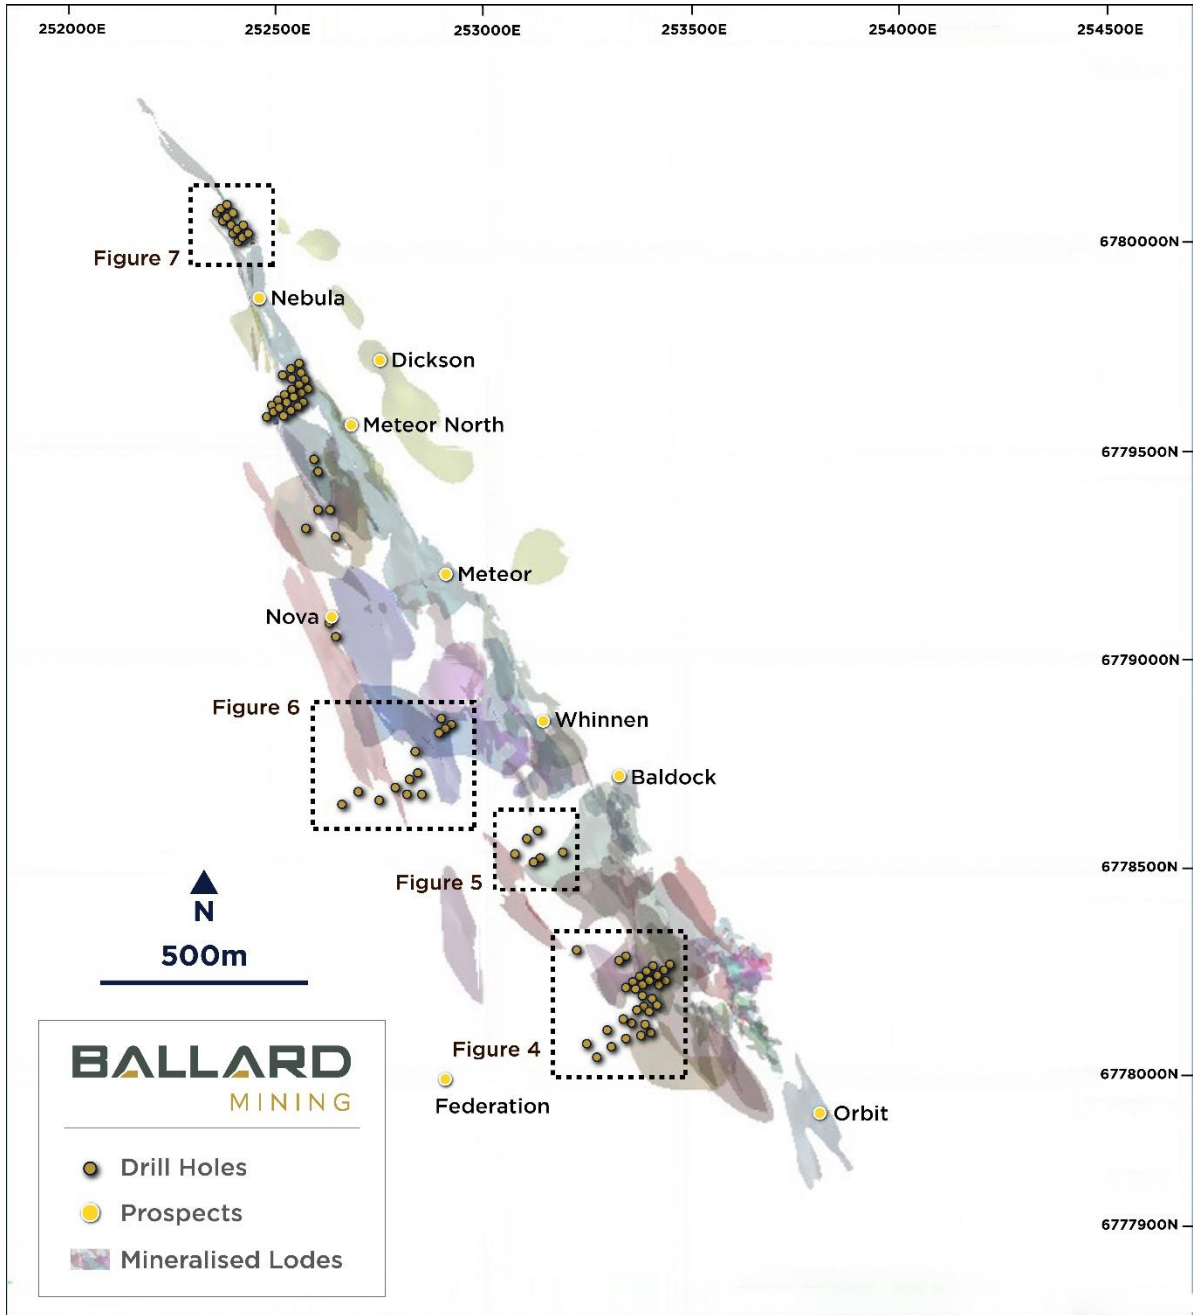 252000E 252500E 253000E 253500E 254000E 254500E
6780000N
Figure 7
Nebula
Dickson
Meteor North
6779500N
Meteor
Nova
6779000N
Figure 6
Whinnen
Baldock
6778500N
Figure 5
N
500m
Figure 4
6778000N
Federation
Orbit
6777900N
BALLARD
MINING
Drill Holes
Prospects
Mineralised Lodes